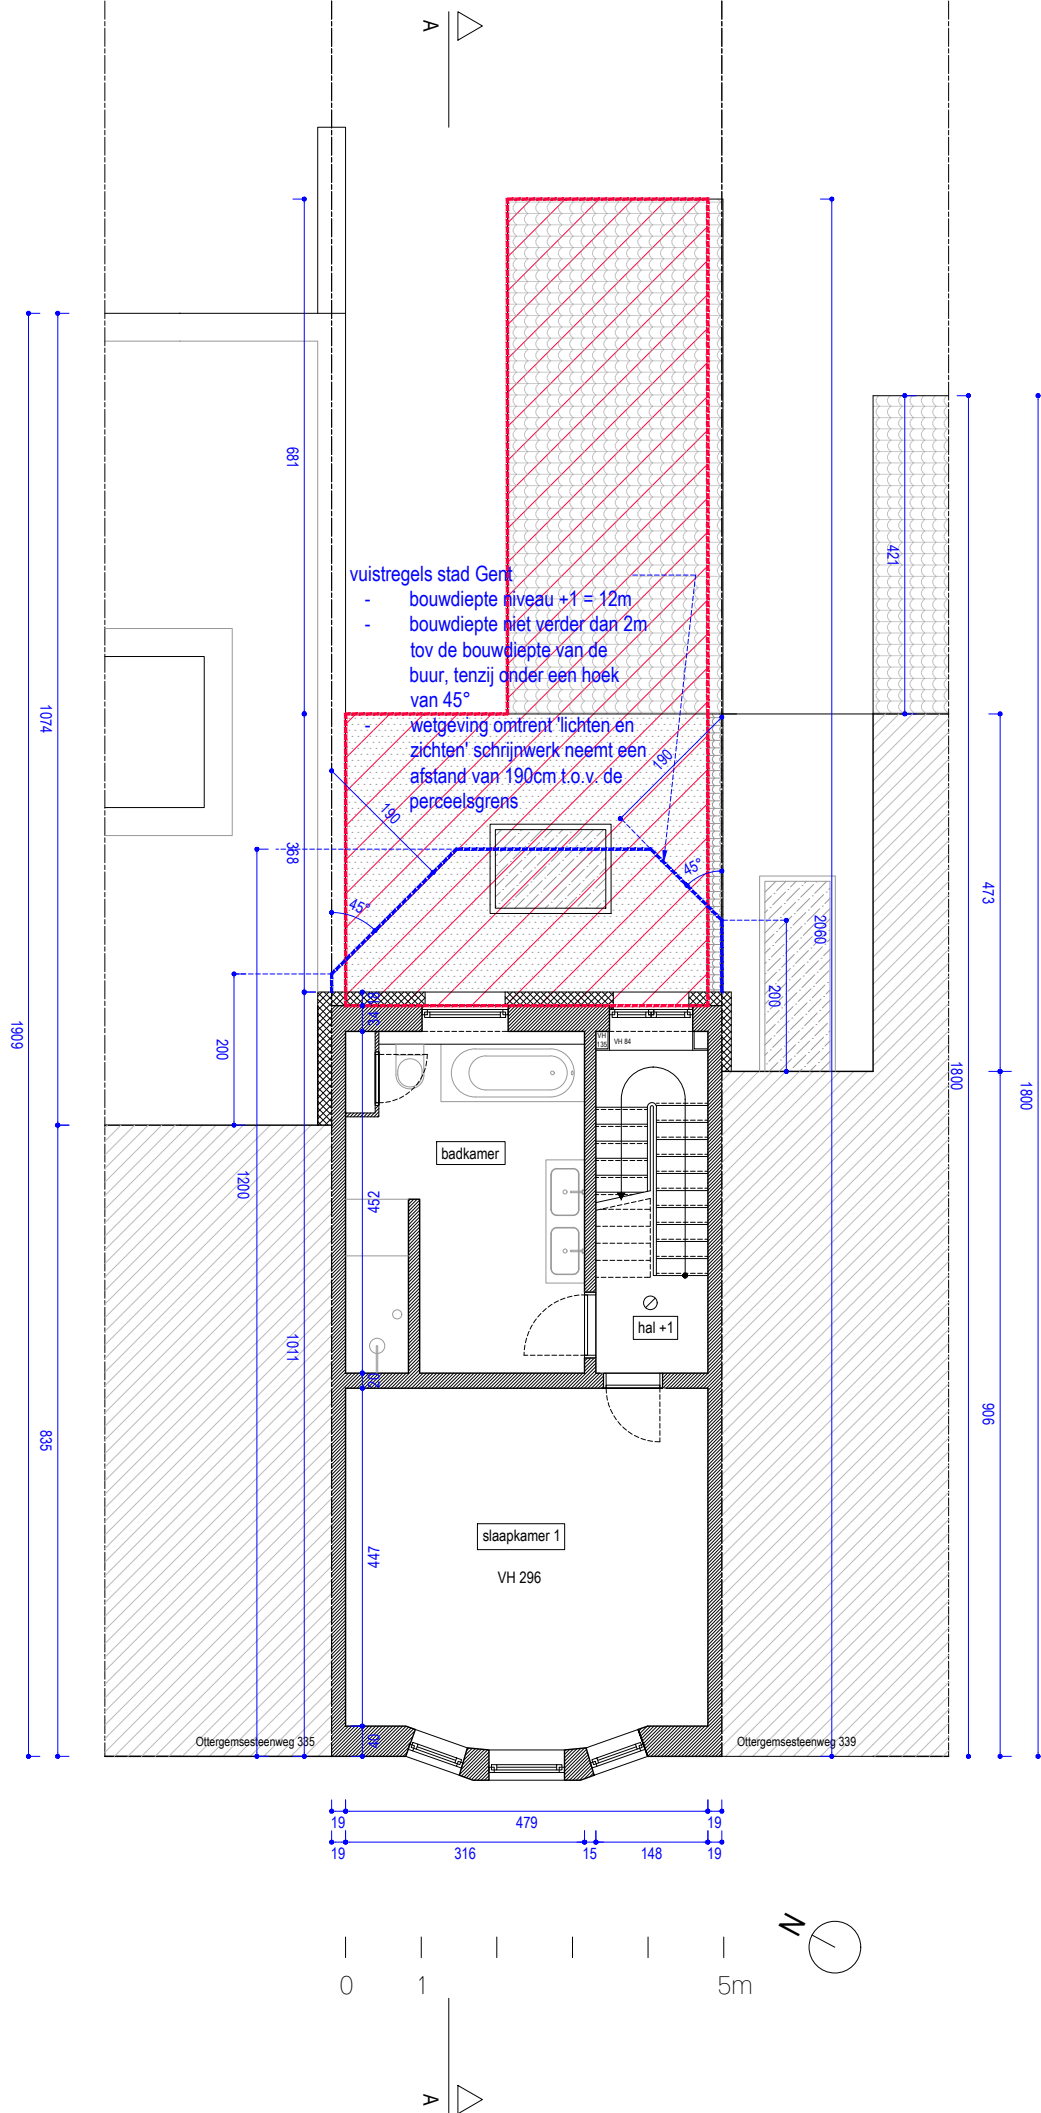 A
681
421
vuistregels stad Gent
- bouwdiepte niveau +1 = 12m
- bouwdiepte niet verder dan 2m
tov de bouwdiepte van de
buur, tenzij onder een hoek
van 45°
- wetgeving omtrent 'lichten en
zichten' schrijnwerk neemt een
afstand van 190cm t.o.v. de
perceelsgrens
1074
190
190
368
45°
45°
473
2060
200
200
1909
34
VH
135
VH 84
1800
1800
badkamer
1200
452
hal +1
1011
20
906
835
slaapkamer 1
447
VH 296
40
Ottergemsesteenweg 335
Ottergemsesteenweg 339
19 479 19
19 316 15 148 19
N
0 1 5m
A